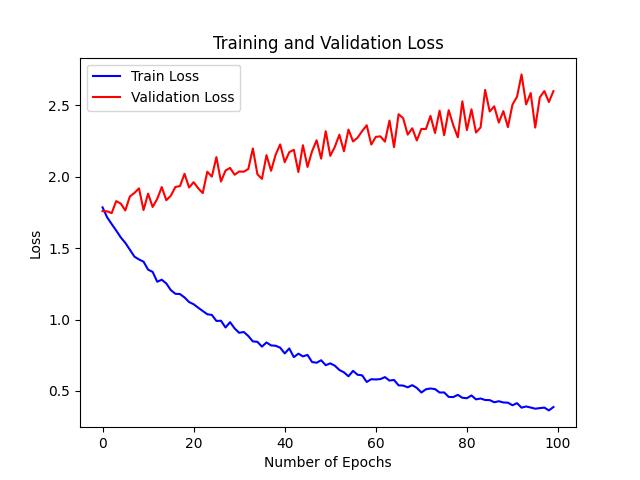 Training and Validation Loss
Train Loss
Validation Loss
2.5
2.0
1.5
1.0
0.5
Loss
0 20 40 60 80 100
Number of Epochs